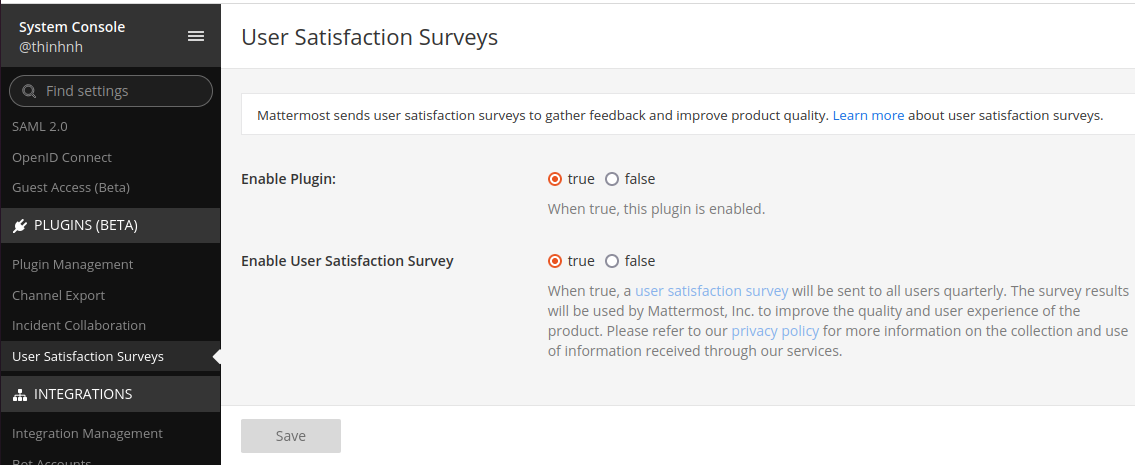 System Console
@thinhnh
Find settings
SAML 2.0
OpenID Connect
Guest Access (Beta)
PLUGINS (BETA)
Plugin Management
Channel Export
Incident Collaboration
User Satisfaction Surveys
INTEGRATIONS
Integration Management
Bot Accounts
User Satisfaction Surveys
Mattermost sends user satisfaction surveys to gather feedback and improve product quality. Learn more about user satisfaction surveys.
Enable Plugin:
true false
When true, this plugin is enabled.
Enable User Satisfaction Survey
true false
When true, a user satisfaction survey will be sent to all users quarterly. The survey results
will be used by Mattermost, Inc. to improve the quality and user experience of the
product. Please refer to our privacy policy for more information on the collection and use
of information received through our services.
Save